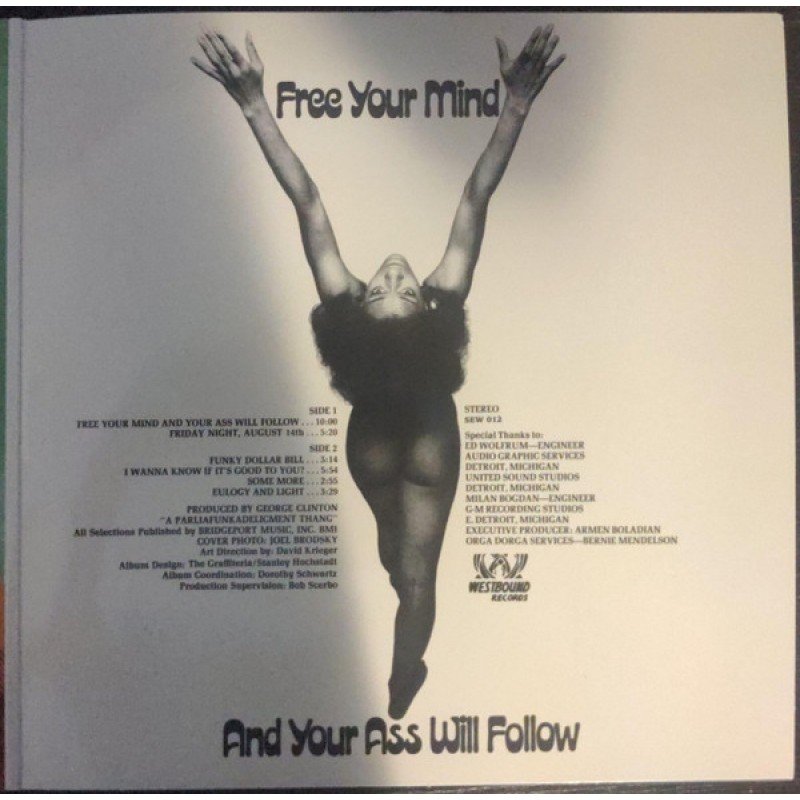 Free Your Mind
SIDE 1
FREE YOUR MIND AND YOUR ASS WILL FOLLOW . . . 10:00
FRIDAY NIGHT, AUGUST 14th . . . 5:20
SIDE 2
FUNKY DOLLAR BILL . . . 3:14
I WANNA KNOW IF IT'S GOOD TO YOU? . . . 5:54
SOME MORE . . . 2:55
EULOGY AND LIGHT . . . 3:29
PRODUCED BY GEORGE CLINTON
"A PARLIAFUNKADELICMENT THANG"
All Selections Published by BRIDGEPORT MUSIC, INC. BMI
COVER PHOTO: JOEL BRODSKY
Art Direction by: David Krieger
Album Design: The Graffiteria/Stanley Hochstadt
Album Coordination: Dorothy Schwartz
Production Supervision: Bob Scerbo
STEREO
SEW 012
Special Thanks to:
ED WOLFRUM—ENGINEER
AUDIO GRAPHIC SERVICES
DETROIT, MICHIGAN
UNITED SOUND STUDIOS
DETROIT, MICHIGAN
MILAN BOGDAN—ENGINEER
G-M RECORDING STUDIOS
E. DETROIT, MICHIGAN
EXECUTIVE PRODUCER: ARMEN BOLADIAN
ORGA DORGA SERVICES—BERNIE MENDELSON
WESTBOUND
RECORDS
And Your Ass Will Follow